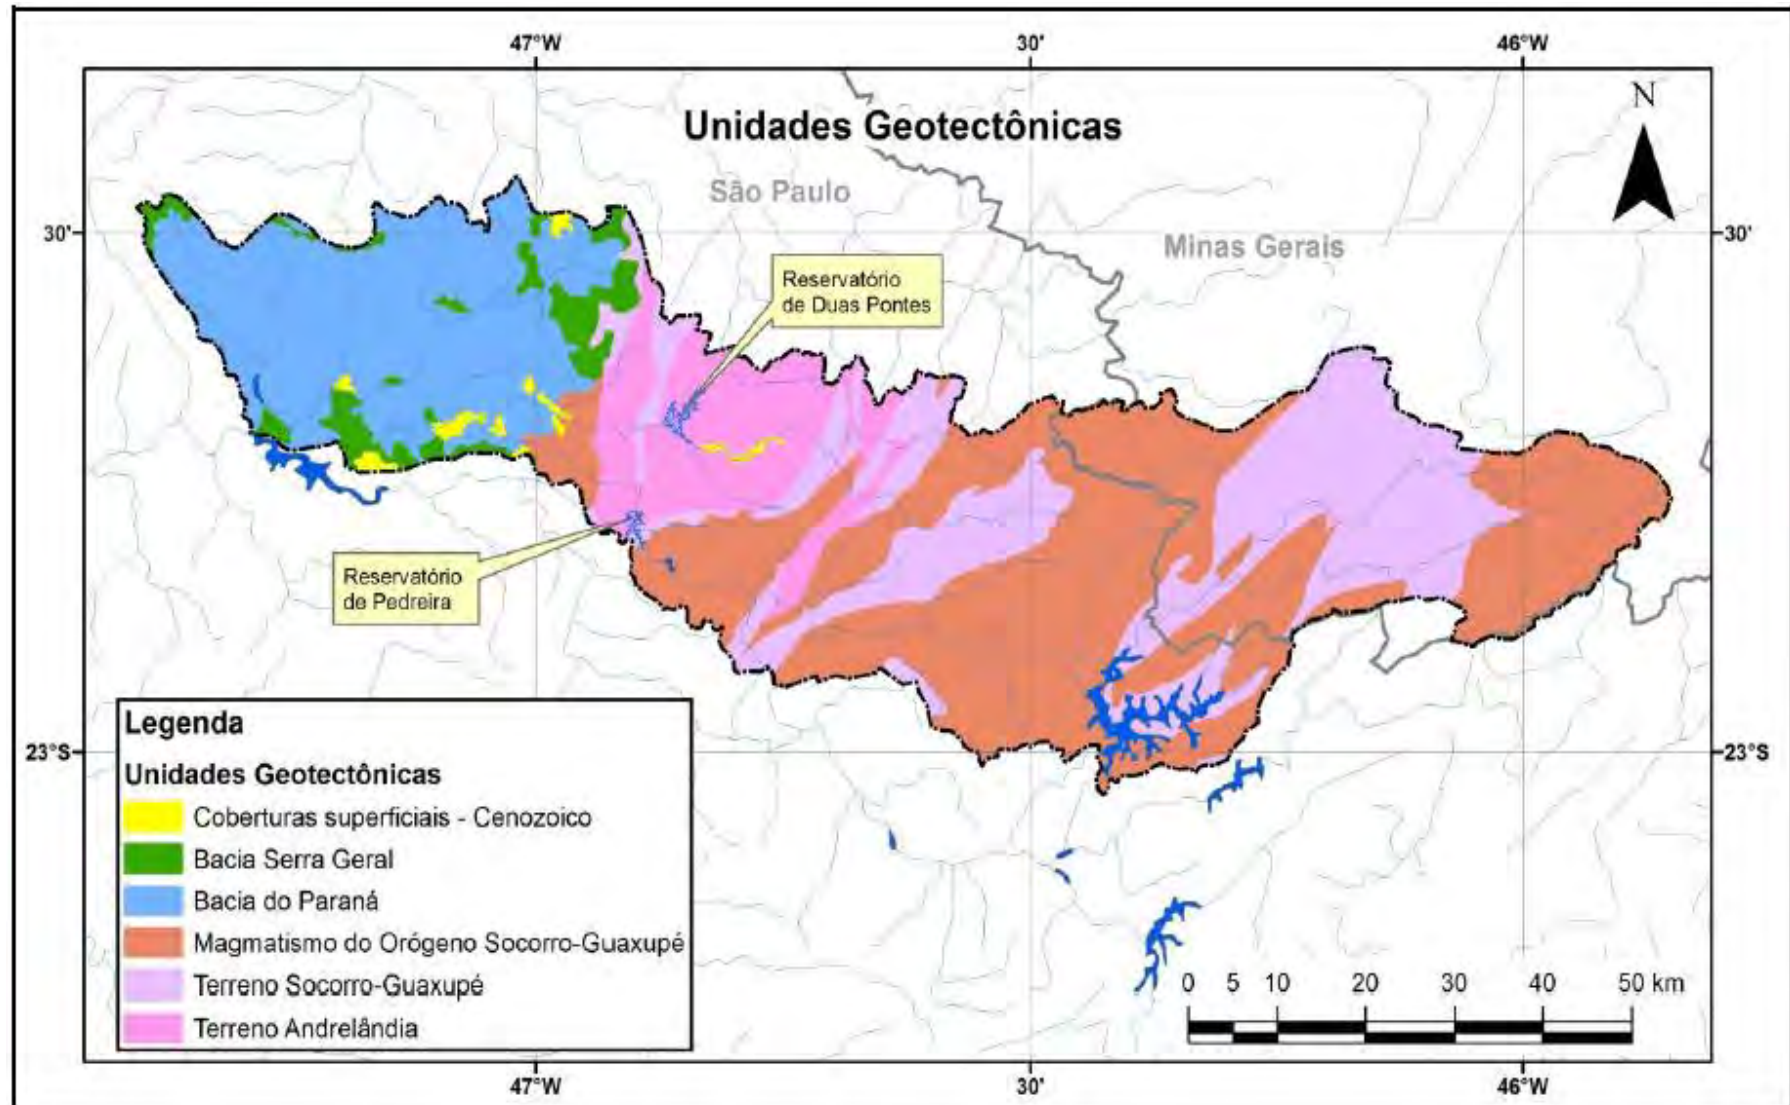 47°W 30' 46°W
Unidades Geotectônicas
N
São Paulo
Minas Gerais
30' 30'
Reservatório
de Duas Pontes
Reservatório
de Pedreira
Legenda
Unidades Geotectônicas
Coberturas superficiais - Cenozoico
Bacia Serra Geral
Bacia do Paraná
Magmatismo do Orógeno Socorro-Guaxupé
Terreno Socorro-Guaxupé
Terreno Andrelândia
23°S 23°S
0 5 10 20 30 40 50 km
47°W 30' 46°W